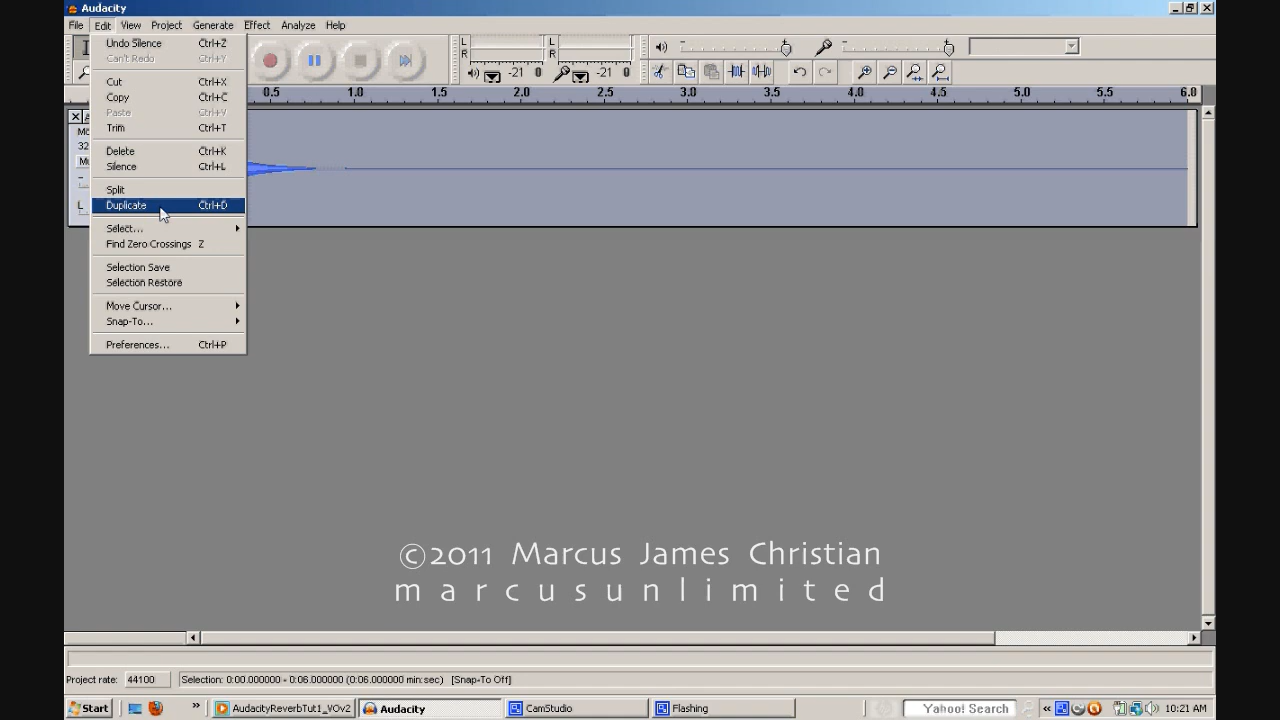 Audacity
File Edit View Project Generate Effect Analyze Help
Undo Silence Ctrl+Z
Can't Redo Ctrl+Y
Cut Ctrl+X
Copy Ctrl+C
Paste Ctrl+V
Trim Ctrl+T
Delete Ctrl+K
Silence Ctrl+L
Split
Duplicate Ctrl+D
Select...
Find Zero Crossings Z
Selection Save
Selection Restore
Move Cursor...
Snap-To...
Preferences... Ctrl+P
L
R
-21 0
L
R
-21 0
0.5 1.0 1.5 2.0 2.5 3.0 3.5 4.0 4.5 5.0 5.5 6.0
32
L
©2011 Marcus James Christian
marcusunlimited
Project rate: 44100 Selection: 0:00.000000 - 0:06.000000 (0:06.000000 min:sec) [Snap-To Off]
Start AudacityReverbTut1_VOv2 Audacity CamStudio Flashing Yahoo! Search 10:21 AM